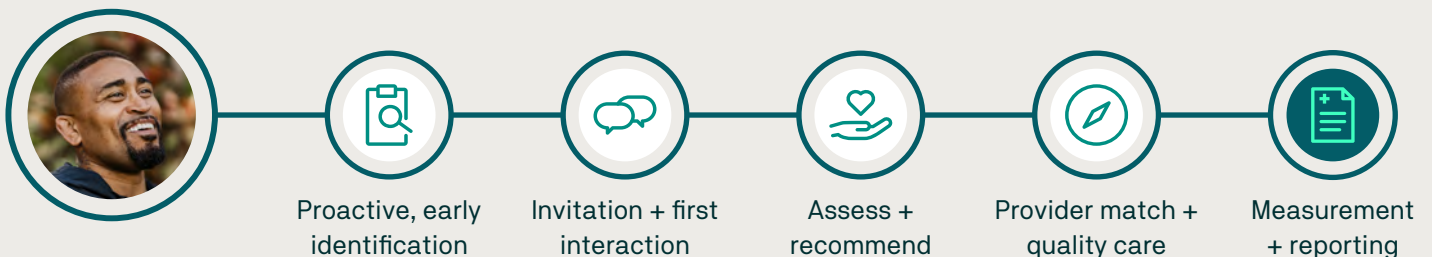 Proactive, early
identification
Invitation + first
interaction
Assess +
recommend
Provider match +
quality care
Measurement
+ reporting